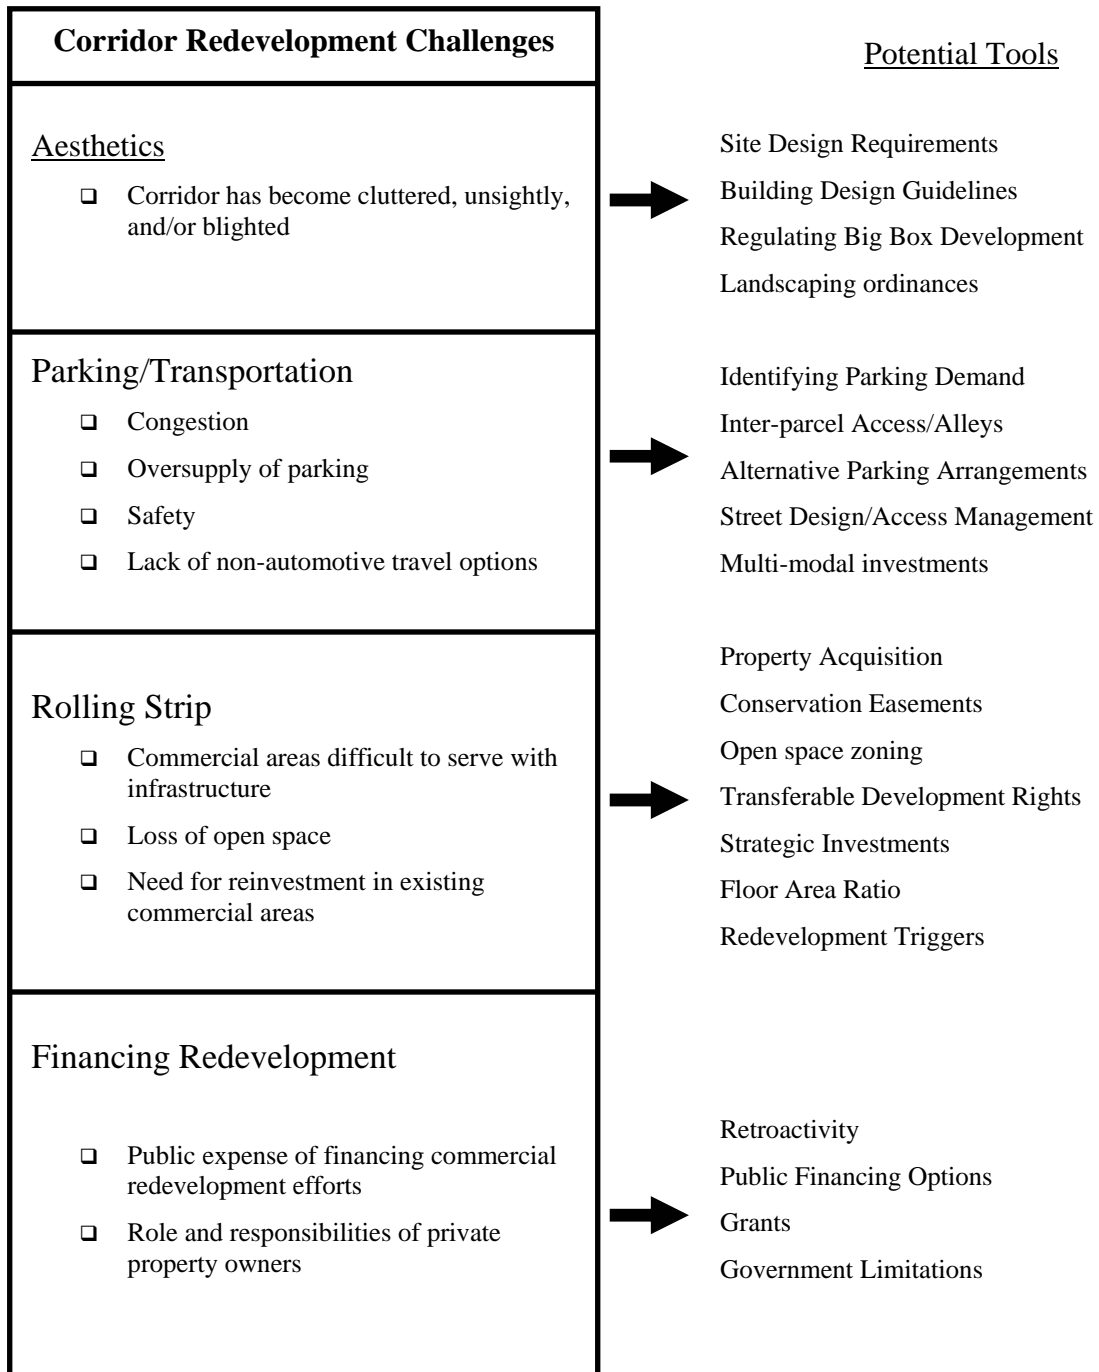 Corridor Redevelopment Challenges
Potential Tools
Aesthetics
Corridor has become cluttered, unsightly,
and/or blighted
Site Design Requirements
Building Design Guidelines
Regulating Big Box Development
Landscaping ordinances
Parking/Transportation
Congestion
Oversupply of parking
Safety
Lack of non-automotive travel options
Identifying Parking Demand
Inter-parcel Access/Alleys
Alternative Parking Arrangements
Street Design/Access Management
Multi-modal investments
Rolling Strip
Commercial areas difficult to serve with
infrastructure
Loss of open space
Need for reinvestment in existing
commercial areas
Property Acquisition
Conservation Easements
Open space zoning
Transferable Development Rights
Strategic Investments
Floor Area Ratio
Redevelopment Triggers
Financing Redevelopment
Public expense of financing commercial
redevelopment efforts
Role and responsibilities of private
property owners
Retroactivity
Public Financing Options
Grants
Government Limitations